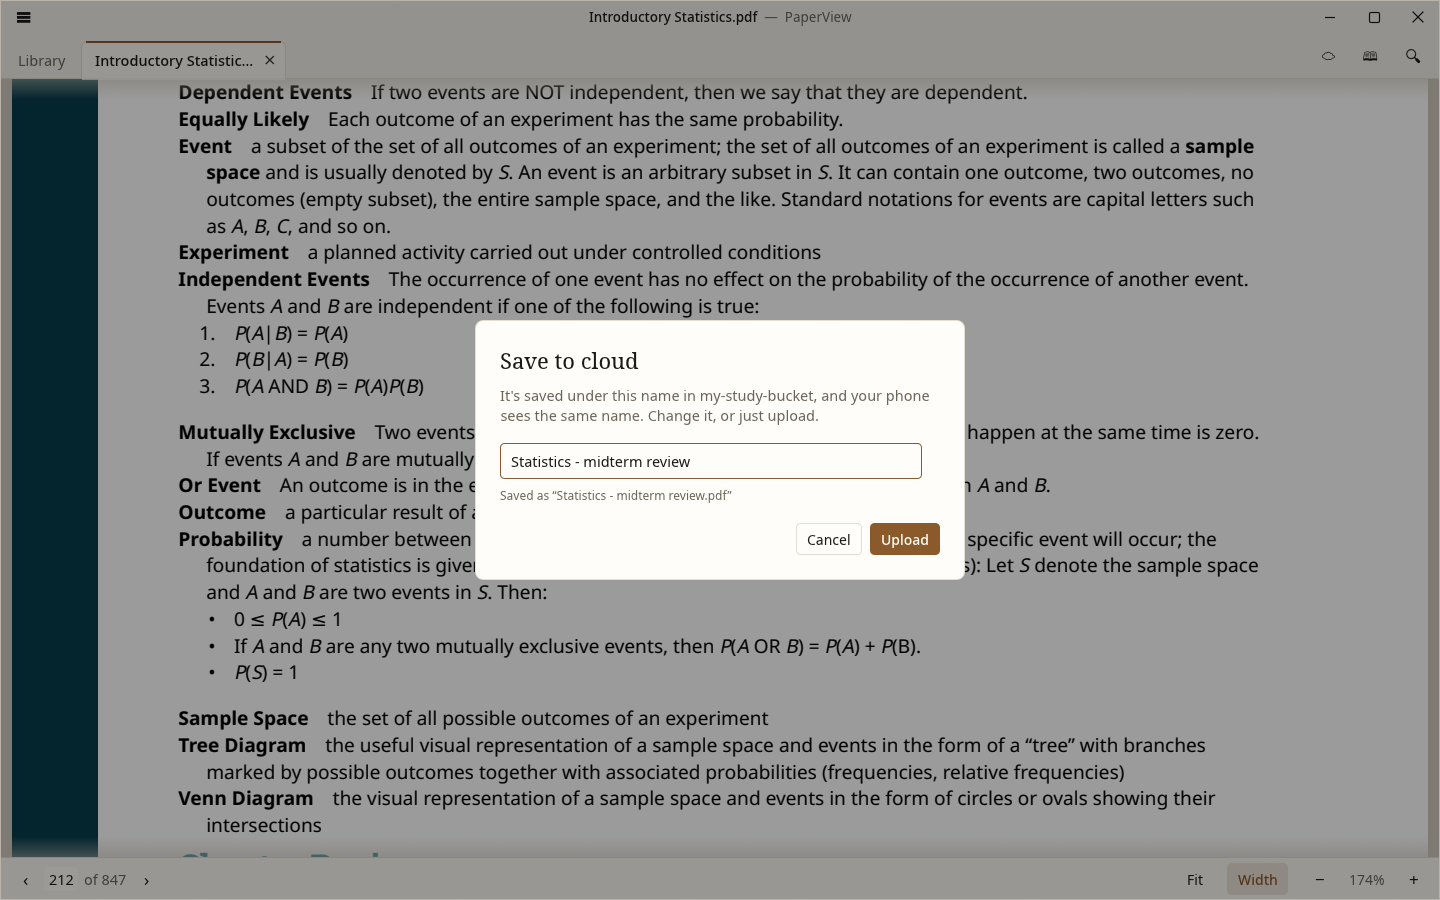 Introductory Statistics.pdf — PaperView
Library
Introductory Statistic... ×
Dependent Events If two events are NOT independent, then we say that they are dependent.
Equally Likely Each outcome of an experiment has the same probability.
Event a subset of the set of all outcomes of an experiment; the set of all outcomes of an experiment is called a sample
space and is usually denoted by S. An event is an arbitrary subset in S. It can contain one outcome, two outcomes, no
outcomes (empty subset), the entire sample space, and the like. Standard notations for events are capital letters such
as A, B, C, and so on.
Experiment a planned activity carried out under controlled conditions
Independent Events The occurrence of one event has no effect on the probability of the occurrence of another event.
Events A and B are independent if one of the following is true:
1. P(A|B) = P(A)
2. P(B|A) = P(B)
3. P(A AND B) = P(A)P(B)
Mutually Exclusive Two events
happen at the same time is zero.
If events A and B are mutually
Or Event An outcome is in the
A and B.
Outcome a particular result of
Probability a number between
specific event will occur; the
foundation of statistics is given
Let S denote the sample space
and A and B are two events in S. Then:
• 0 ≤ P(A) ≤ 1
• If A and B are any two mutually exclusive events, then P(A OR B) = P(A) + P(B).
• P(S) = 1
Sample Space the set of all possible outcomes of an experiment
Tree Diagram the useful visual representation of a sample space and events in the form of a “tree” with branches
marked by possible outcomes together with associated probabilities (frequencies, relative frequencies)
Venn Diagram the visual representation of a sample space and events in the form of circles or ovals showing their
intersections
Save to cloud
It's saved under this name in my-study-bucket, and your phone
sees the same name. Change it, or just upload.
Statistics - midterm review
Saved as “Statistics - midterm review.pdf”
Cancel
Upload
‹ 212 of 847 ›
Fit Width − 174% +